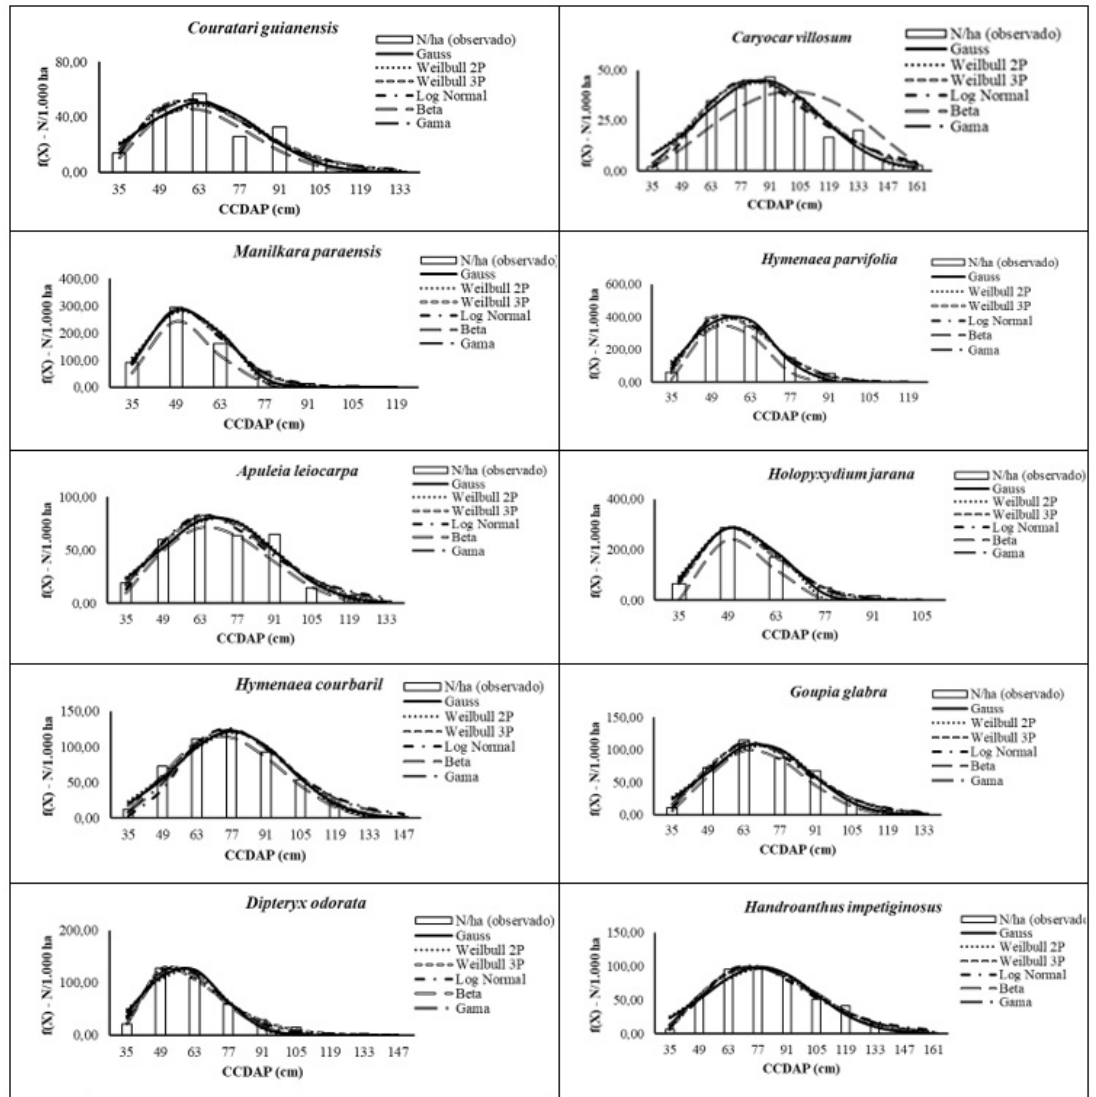 Couratari guianensis
N/ha (observado)
Gauss
Weilbull 2P
Weilbull 3P
Log Normal
Beta
Gama
f(X) - N/1.000 ha
80,00
40,00
0,00
35 49 63 77 91 105 119 133
CCDAP (cm)
Caryocar villosum
N/ha (observado)
Gauss
Weilbull 2P
Weilbull 3P
Log Normal
Beta
Gama
f(X) - N/1.000 ha
50,00
25,00
0,00
35 49 63 77 91 105 119 133 147 161
CCDAP (cm)
Manilkara paraensis
N/ha (observado)
Gauss
Weilbull 2P
Weilbull 3P
Log Normal
Beta
Gama
f(X) - N/1.000 ha
400,00
300,00
200,00
100,00
0,00
35 49 63 77 91 105 119
CCDAP (cm)
Hymenaea parvifolia
N/ha (observado)
Gauss
Weilbull 2P
Weilbull 3P
Log Normal
Beta
Gama
f(X) - N/1.000 ha
600,00
400,00
200,00
0,00
35 49 63 77 91 105 119
CCDAP (cm)
Apuleia leiocarpa
N/ha (observado)
Gauss
Weilbull 2P
Weilbull 3P
Log Normal
Beta
Gama
f(X) - N/1.000 ha
100,00
50,00
0,00
35 49 63 77 91 105 119 133
CCDAP (cm)
Holopyxydium jarana
N/ha (observado)
Gauss
Weilbull 2P
Weilbull 3P
Log Normal
Beta
Gama
f(X) - N/1.000 ha
400,00
200,00
0,00
35 49 63 77 91 105
CCDAP (cm)
Hymenaea courbaril
N/ha (observado)
Gauss
Weilbull 2P
Weilbull 3P
Log Normal
Beta
Gama
f(X) - N/1.000 ha
150,00
100,00
50,00
0,00
35 49 63 77 91 105 119 133 147
CCDAP (cm)
Goupia glabra
N/ha (observado)
Gauss
Weilbull 2P
Weilbull 3P
Log Normal
Beta
Gama
f(X) - N/1.000 ha
150,00
100,00
50,00
0,00
35 49 63 77 91 105 119 133
CCDAP (cm)
Dipteryx odorata
N/ha (observado)
Gauss
Weilbull 2P
Weilbull 3P
Log Normal
Beta
Gama
f(X) - N/1.000 ha
200,00
100,00
0,00
35 49 63 77 91 105 119 133 147
CCDAP (cm)
Handroanthus impetiginosus
N/ha (observado
Gauss
Weilbull 2P
Weilbull 3P
Log Normal
Beta
Gama
f(X) - N/1.000 ha
150,00
100,00
50,00
0,00
35 49 63 77 91 105 119 133 147 161
CCDAP (cm)